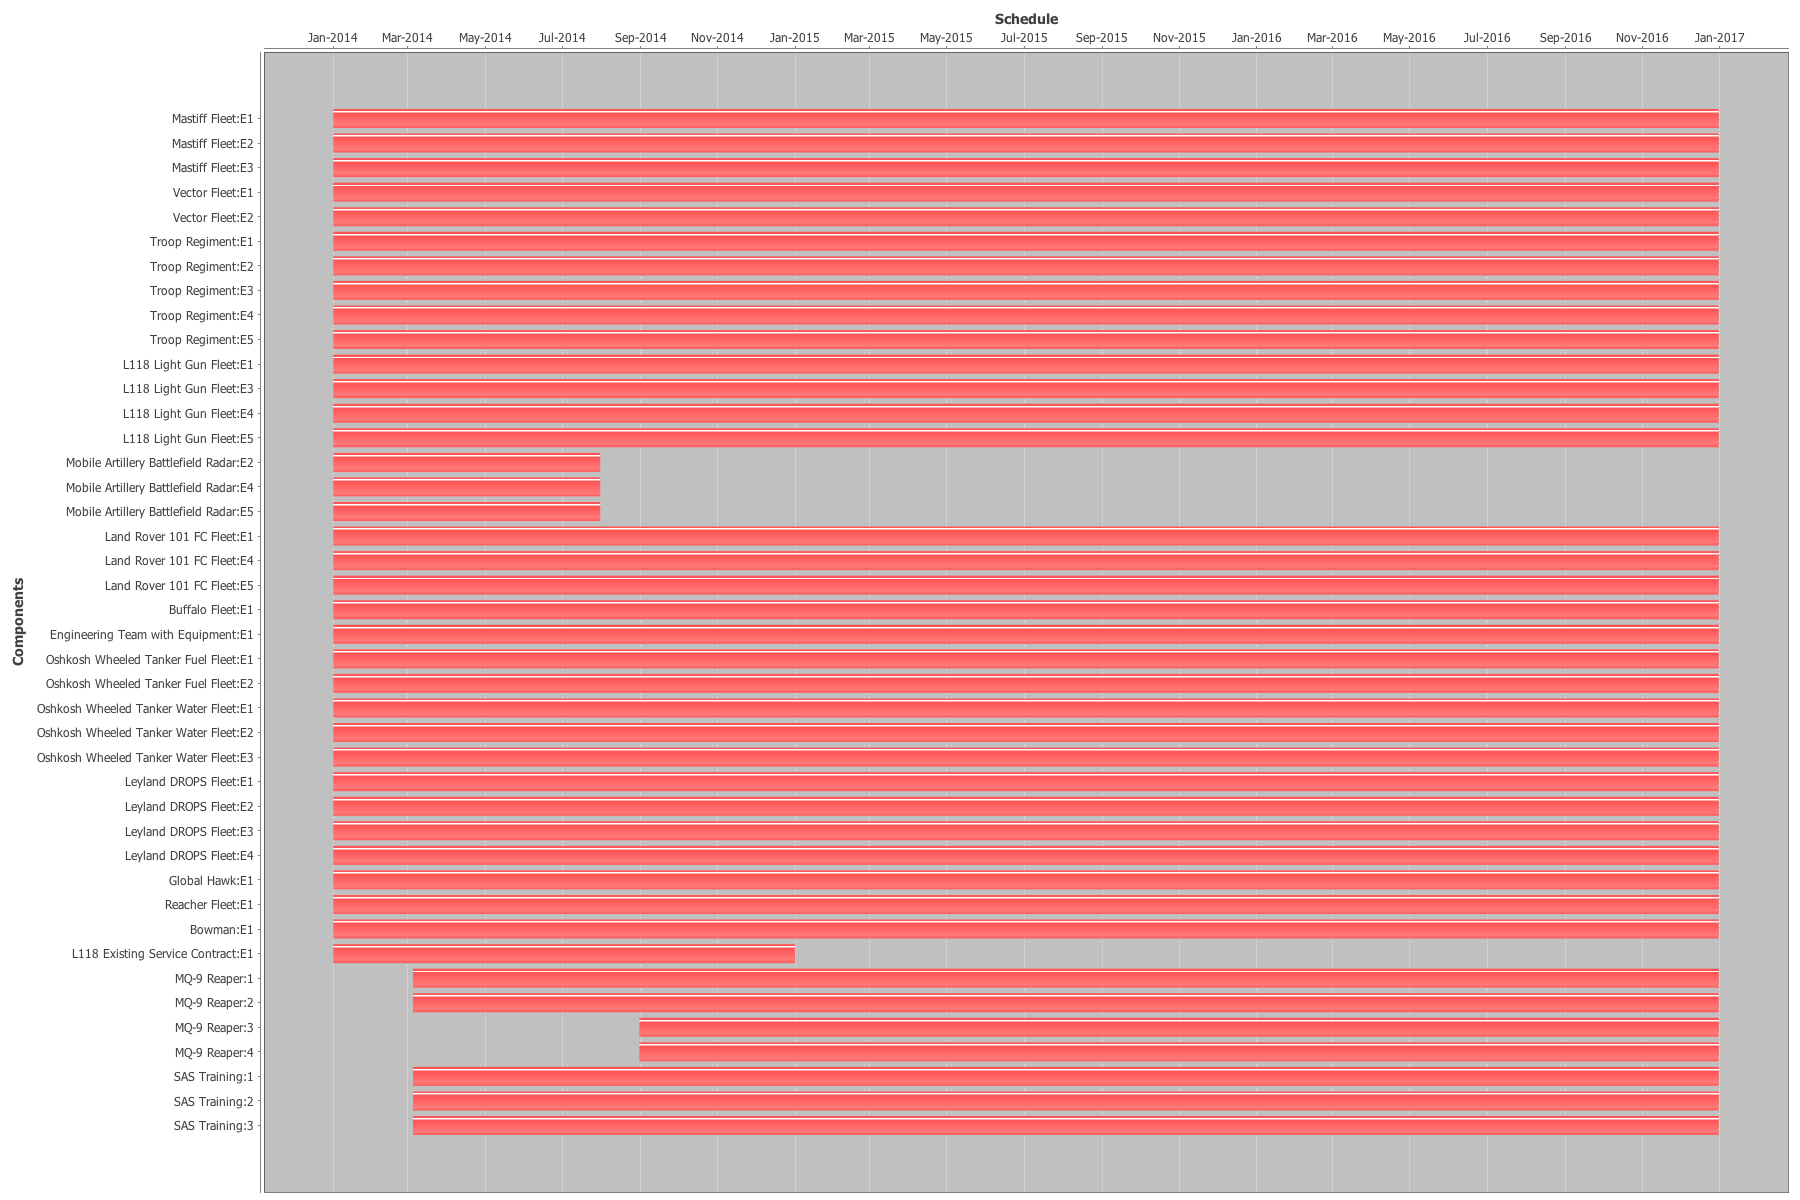 Schedule
Jan-2014 Mar-2014 May-2014 Jul-2014 Sep-2014 Nov-2014 Jan-2015 Mar-2015 May-2015 Jul-2015 Sep-2015 Nov-2015 Jan-2016 Mar-2016 May-2016 Jul-2016 Sep-2016 Nov-2016 Jan-2017
Components
Mastiff Fleet:E1
Mastiff Fleet:E2
Mastiff Fleet:E3
Vector Fleet:E1
Vector Fleet:E2
Troop Regiment:E1
Troop Regiment:E2
Troop Regiment:E3
Troop Regiment:E4
Troop Regiment:E5
L118 Light Gun Fleet:E1
L118 Light Gun Fleet:E3
L118 Light Gun Fleet:E4
L118 Light Gun Fleet:E5
Mobile Artillery Battlefield Radar:E2
Mobile Artillery Battlefield Radar:E4
Mobile Artillery Battlefield Radar:E5
Land Rover 101 FC Fleet:E1
Land Rover 101 FC Fleet:E4
Land Rover 101 FC Fleet:E5
Buffalo Fleet:E1
Engineering Team with Equipment:E1
Oshkosh Wheeled Tanker Fuel Fleet:E1
Oshkosh Wheeled Tanker Fuel Fleet:E2
Oshkosh Wheeled Tanker Water Fleet:E1
Oshkosh Wheeled Tanker Water Fleet:E2
Oshkosh Wheeled Tanker Water Fleet:E3
Leyland DROPS Fleet:E1
Leyland DROPS Fleet:E2
Leyland DROPS Fleet:E3
Leyland DROPS Fleet:E4
Global Hawk:E1
Reacher Fleet:E1
Bowman:E1
L118 Existing Service Contract:E1
MQ-9 Reaper:1
MQ-9 Reaper:2
MQ-9 Reaper:3
MQ-9 Reaper:4
SAS Training:1
SAS Training:2
SAS Training:3